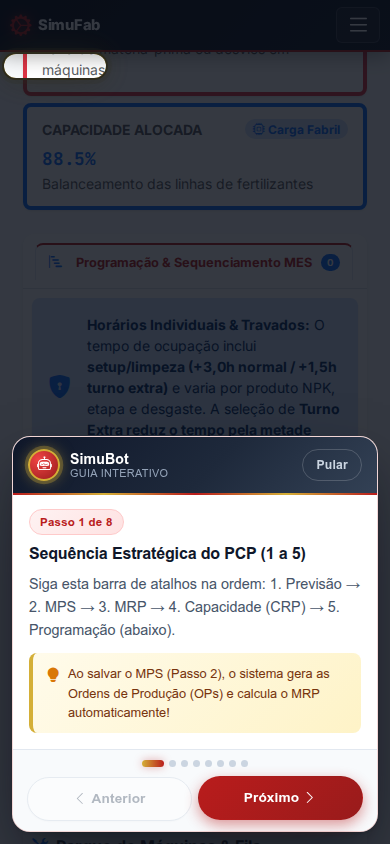 SimuFab
máquinas
CAPACIDADE ALOCADA
Carga Fabril
88.5%
Balanceamento das linhas de fertilizantes
Programação & Sequenciamento MES 0
Horários Individuais & Travados: O
tempo de ocupação inclui
setup/limpeza (+3,0h normal / +1,5h
turno extra) e varia por produto NPK,
etapa e desgaste. A seleção de Turno
Extra reduz o tempo pela metade
SimuBot
GUIA INTERATIVO
Pular
Passo 1 de 8
Sequência Estratégica do PCP (1 a 5)
Siga esta barra de atalhos na ordem: 1. Previsão →
2. MPS → 3. MRP → 4. Capacidade (CRP) → 5.
Programação (abaixo).
Ao salvar o MPS (Passo 2), o sistema gera as
Ordens de Produção (OPs) e calcula o MRP
automaticamente!
Anterior
Próximo